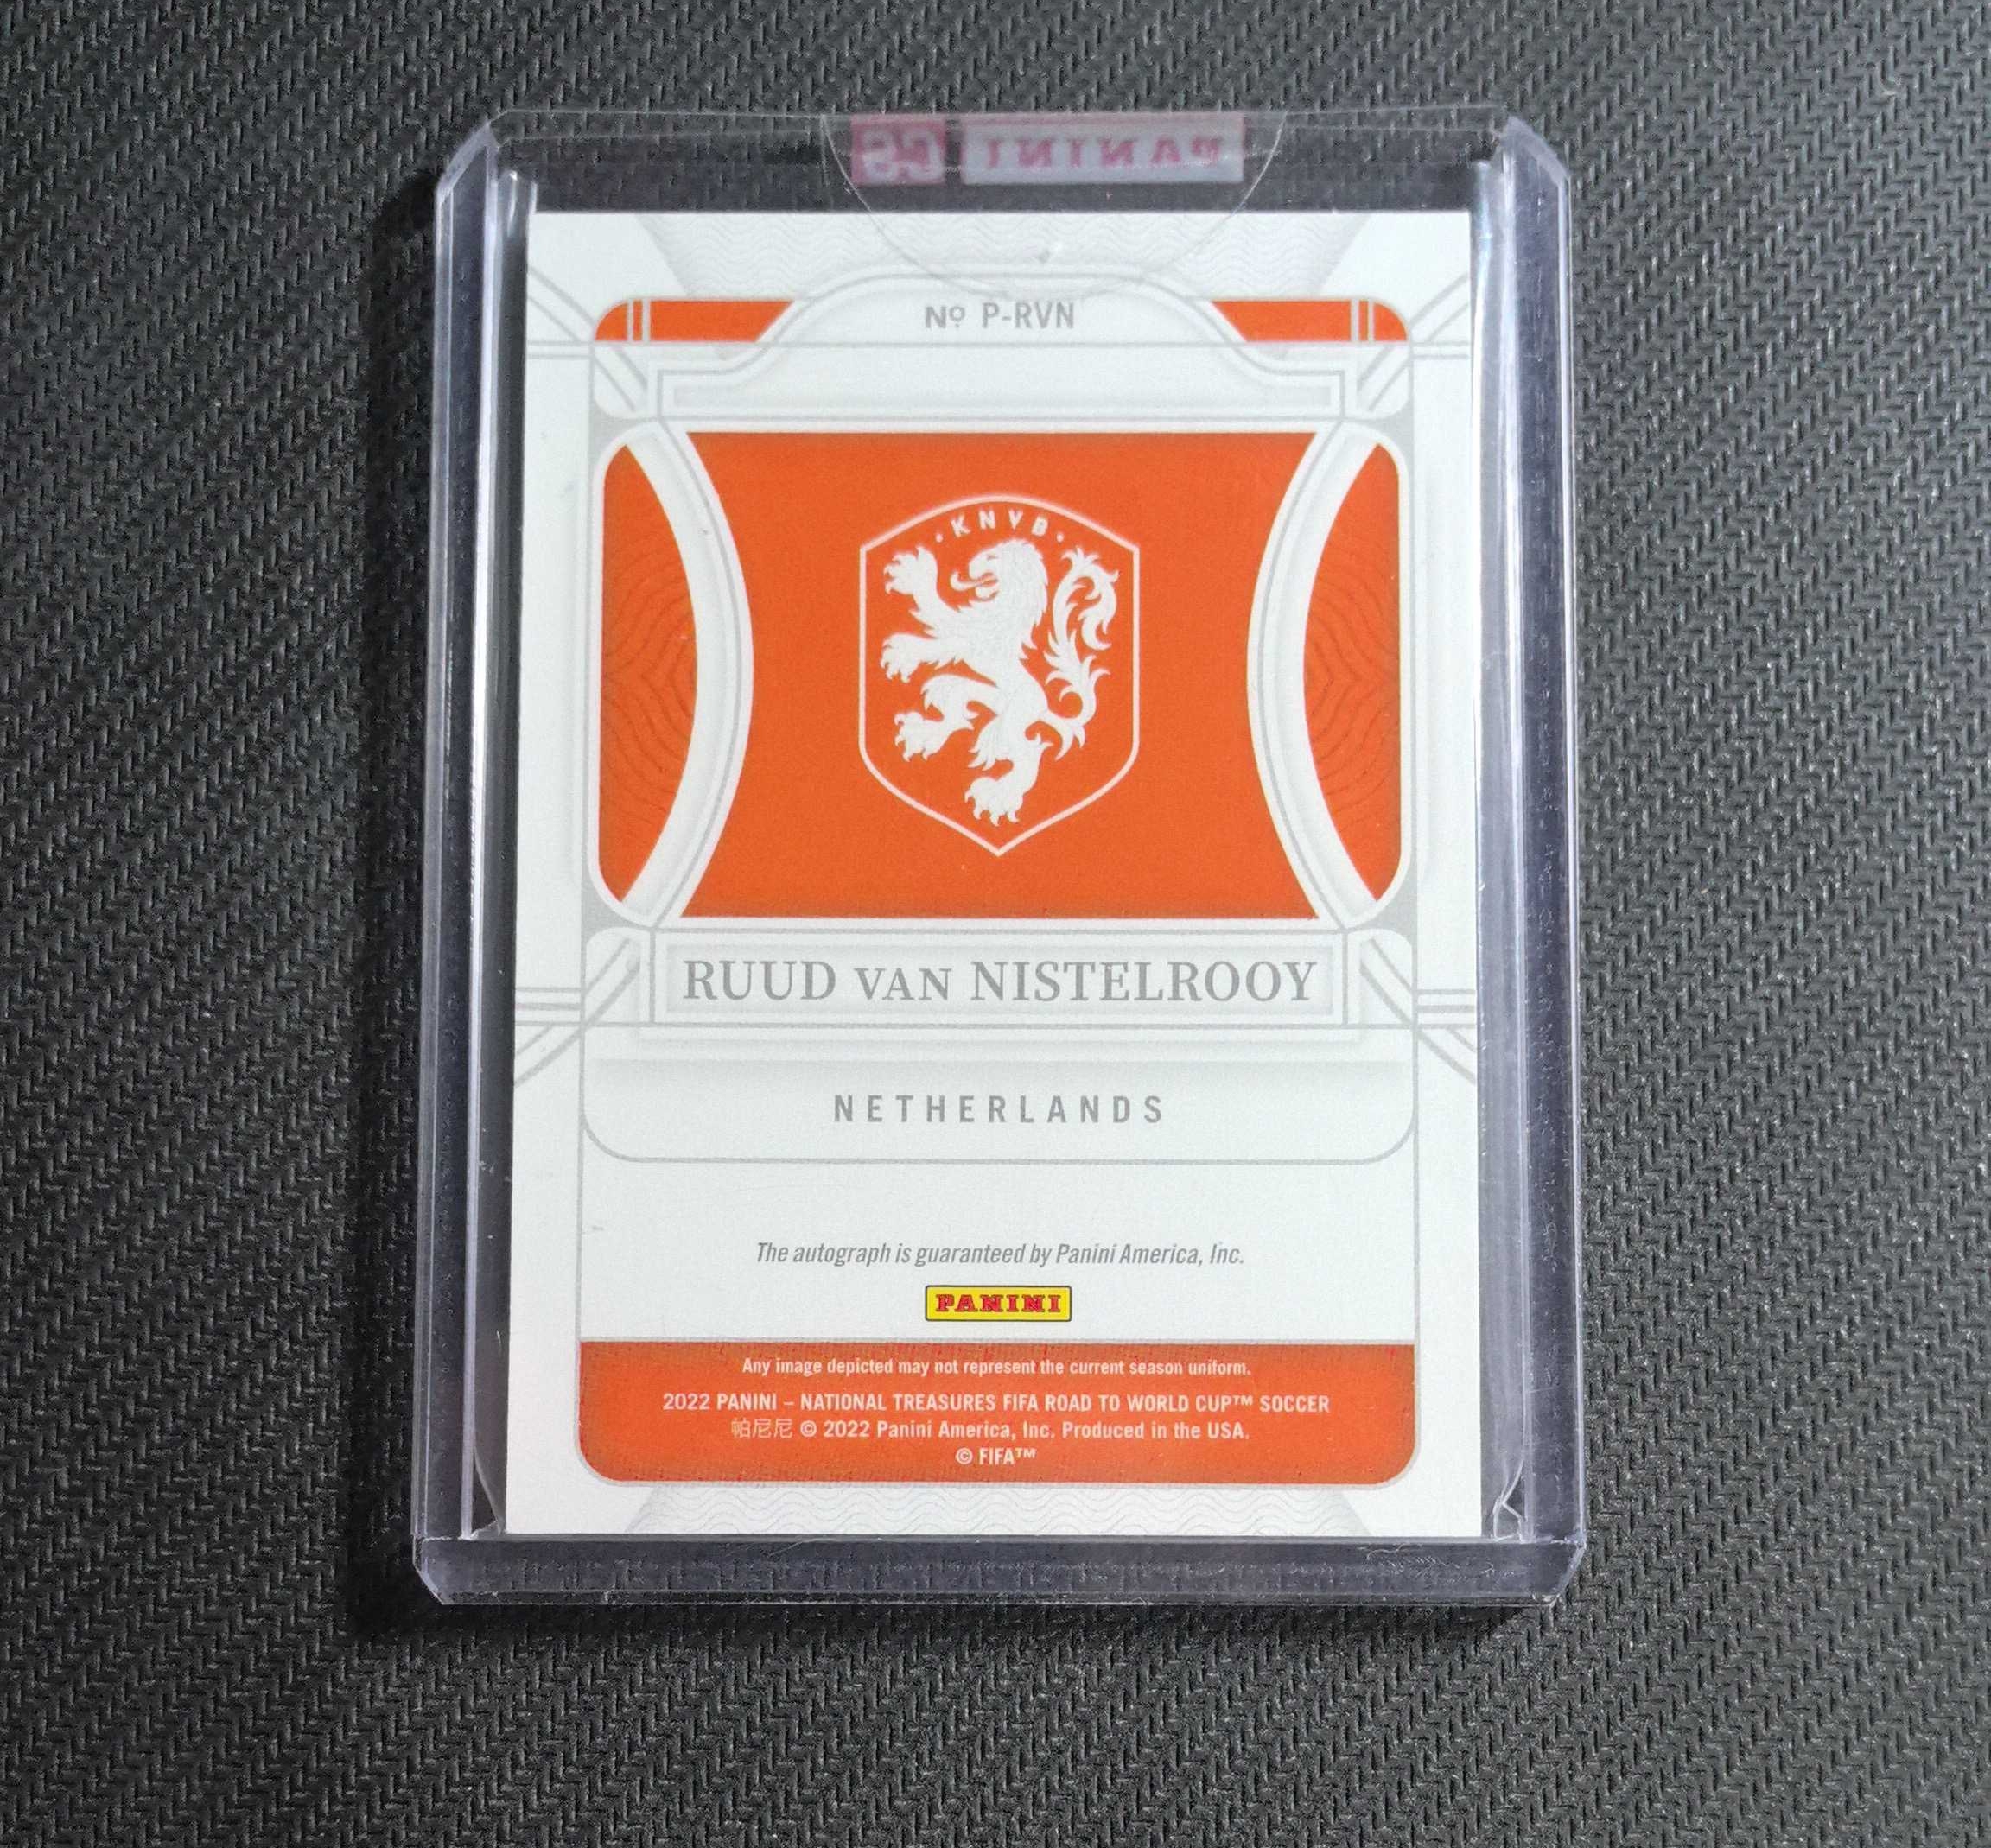 PANINI
Nº P-RVN
· KNVB ·
RUUD VAN NISTELROOY
NETHERLANDS
The autograph is guaranteed by Panini America, Inc.
PANINI
Any image depicted may not represent the current season uniform.
2022 PANINI – NATIONAL TREASURES FIFA ROAD TO WORLD CUP™ SOCCER
帕尼尼 © 2022 Panini America, Inc. Produced in the USA.
© FIFA™